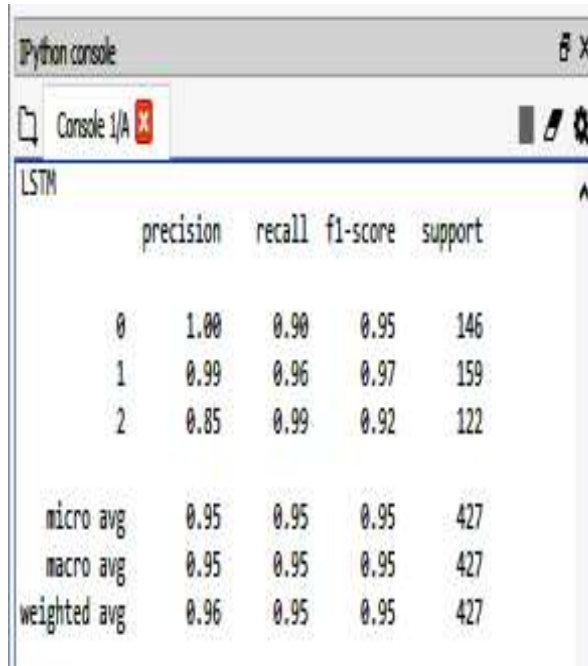 IPython console
Console 1/A
LSTM
precision recall f1-score support
0 1.00 0.90 0.95 146
1 0.99 0.96 0.97 159
2 0.85 0.99 0.92 122
micro avg 0.95 0.95 0.95 427
macro avg 0.95 0.95 0.95 427
weighted avg 0.96 0.95 0.95 427